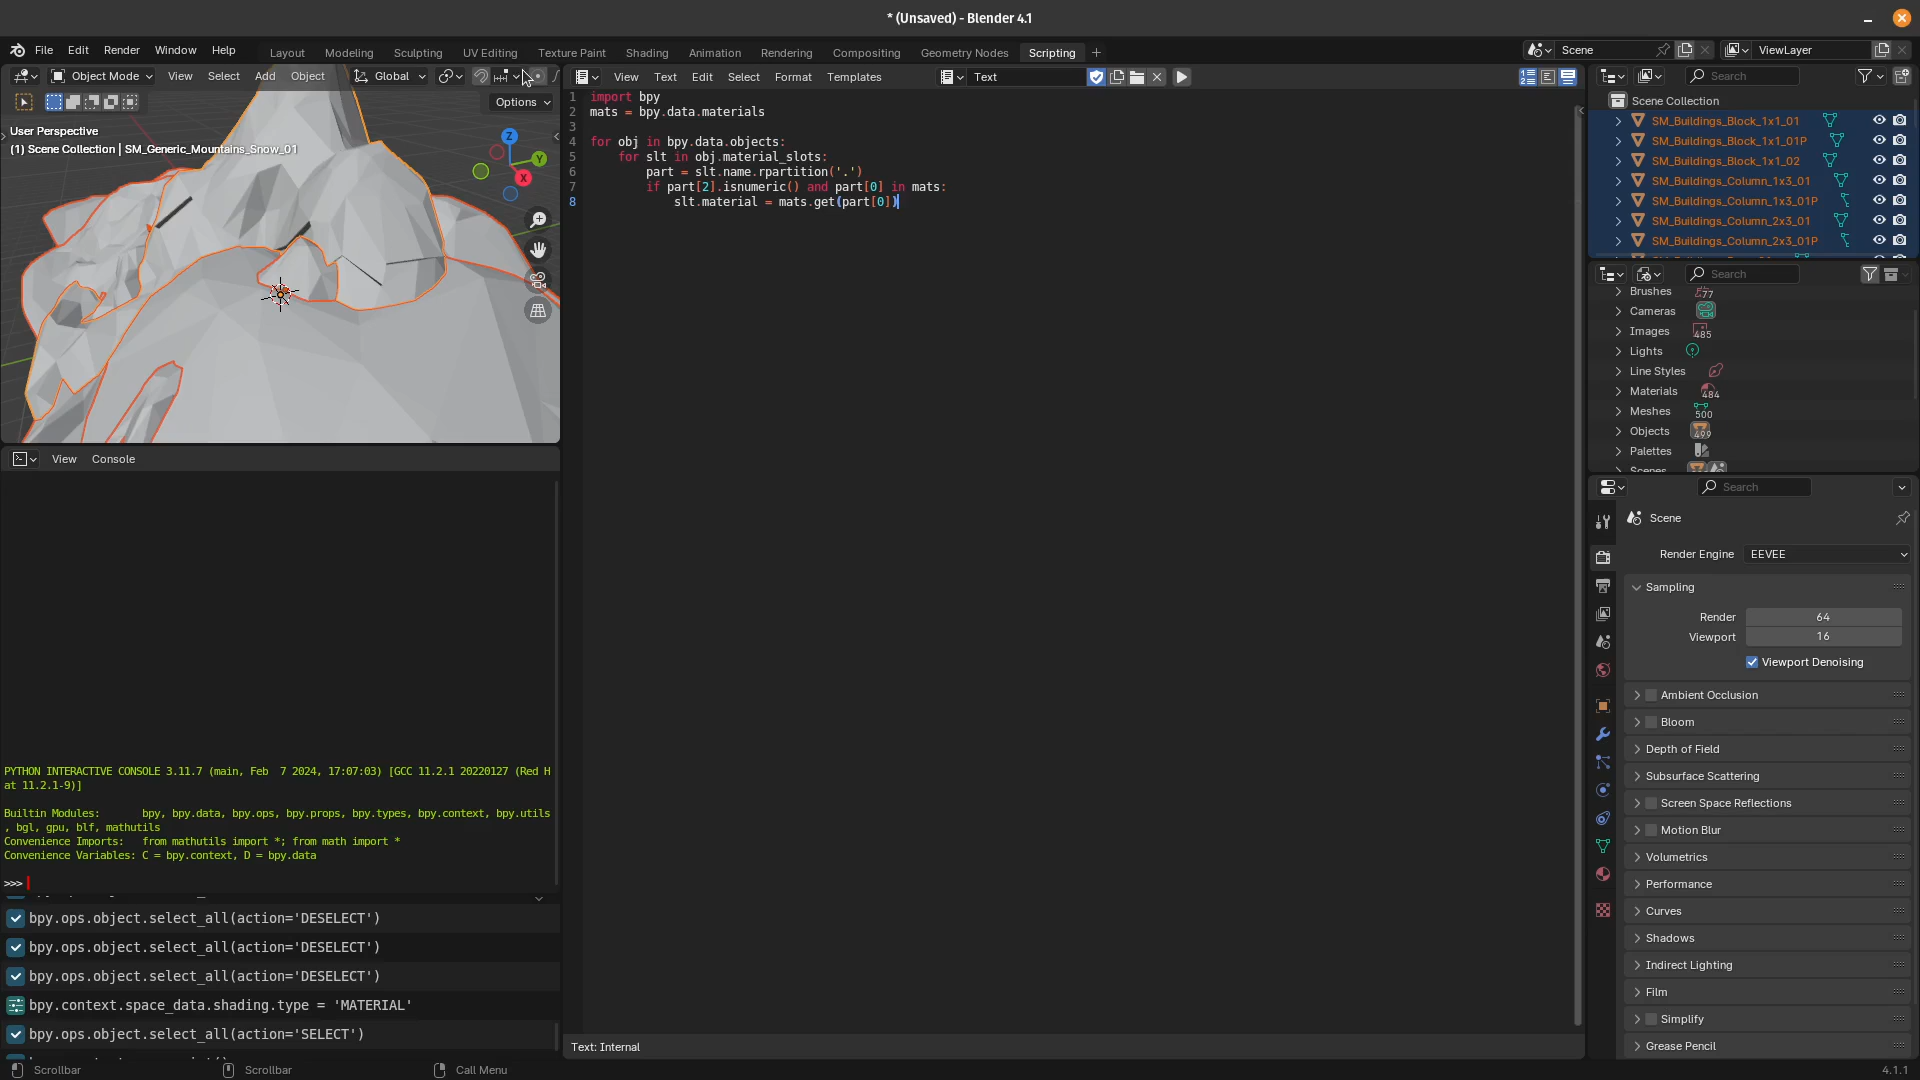 * (Unsaved) - Blender 4.1
File Edit Render Window Help
Layout Modeling Sculpting UV Editing Texture Paint Shading Animation Rendering Compositing Geometry Nodes Scripting +
Scene
ViewLayer
Object Mode View Select Add Object Global
Options
User Perspective
(1) Scene Collection | SM_Generic_Mountains_Snow_01
Z
Y
X
View Text Edit Select Format Templates Text
1 import bpy
2 mats = bpy.data.materials
3
4 for obj in bpy.data.objects:
5     for slt in obj.material_slots:
6         part = slt.name.rpartition('.')
7         if part[2].isnumeric() and part[0] in mats:
8             slt.material = mats.get(part[0])
Text: Internal
View Console
PYTHON INTERACTIVE CONSOLE 3.11.7 (main, Feb  7 2024, 17:07:03) [GCC 11.2.1 20220127 (Red H
at 11.2.1-9)]
Builtin Modules:       bpy, bpy.data, bpy.ops, bpy.props, bpy.types, bpy.context, bpy.utils
, bgl, gpu, blf, mathutils
Convenience Imports:   from mathutils import *; from math import *
Convenience Variables: C = bpy.context, D = bpy.data
>>>
bpy.ops.object.select_all(action='DESELECT')
bpy.ops.object.select_all(action='DESELECT')
bpy.ops.object.select_all(action='DESELECT')
bpy.context.space_data.shading.type = 'MATERIAL'
bpy.ops.object.select_all(action='SELECT')
Search
Scene Collection
SM_Buildings_Block_1x1_01
SM_Buildings_Block_1x1_01P
SM_Buildings_Block_1x1_02
SM_Buildings_Column_1x3_01
SM_Buildings_Column_1x3_01P
SM_Buildings_Column_2x3_01
SM_Buildings_Column_2x3_01P
Search
Brushes 77
Cameras
Images 485
Lights
Line Styles
Materials 484
Meshes 500
Objects 499
Palettes
Scenes
Search
Scene
Render Engine EEVEE
Sampling
Render 64
Viewport 16
Viewport Denoising
Ambient Occlusion
Bloom
Depth of Field
Subsurface Scattering
Screen Space Reflections
Motion Blur
Volumetrics
Performance
Curves
Shadows
Indirect Lighting
Film
Simplify
Grease Pencil
Scrollbar Scrollbar Call Menu
4.1.1